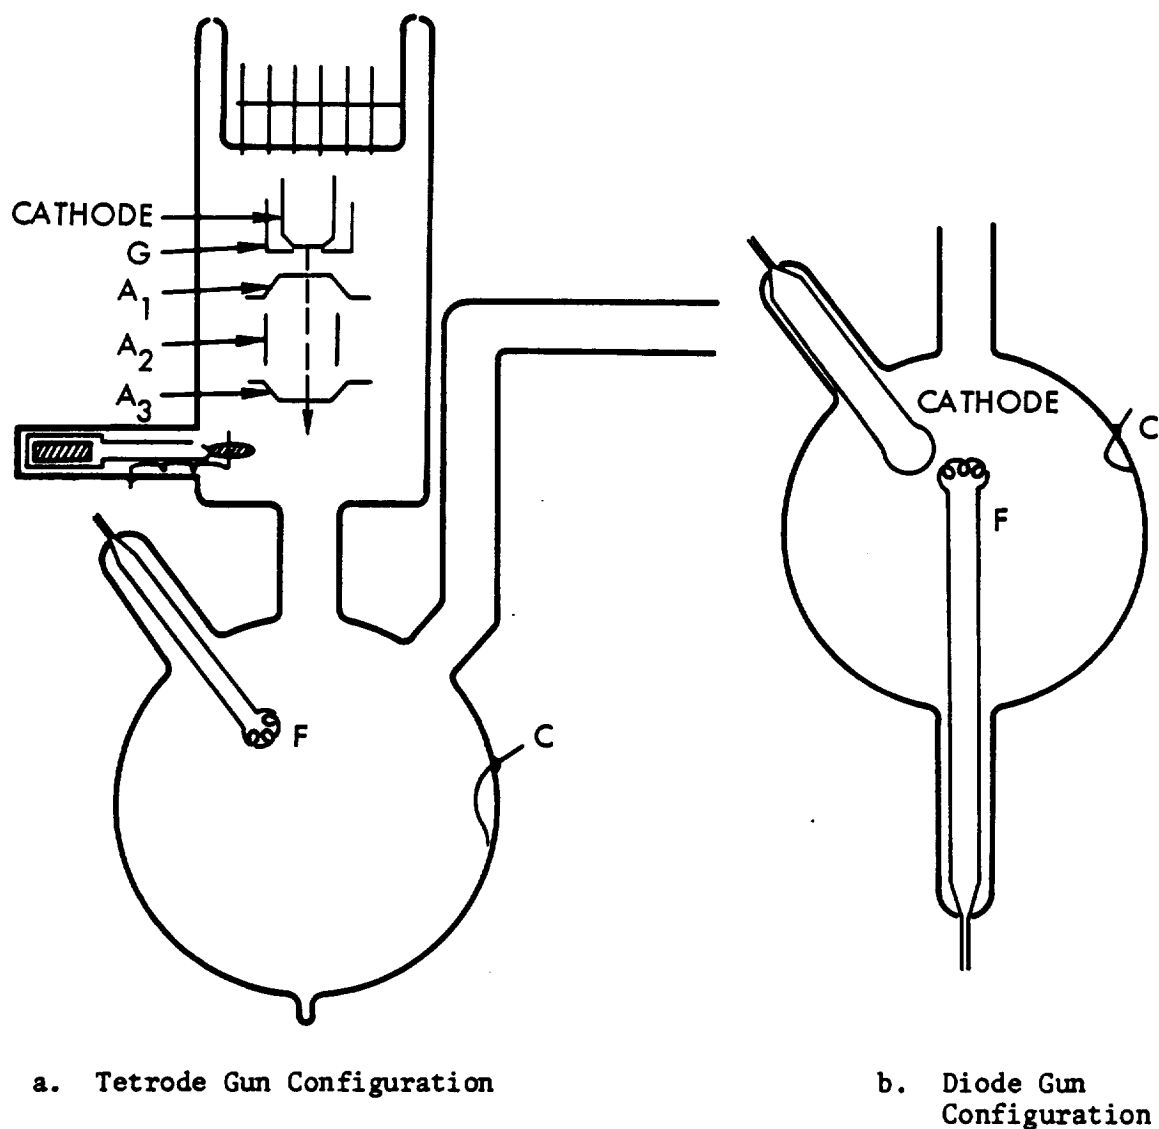 CATHODE
G
A1
A2
A3
F
C
CATHODE
C
F
a. Tetrode Gun Configuration
b. Diode Gun
Configuration